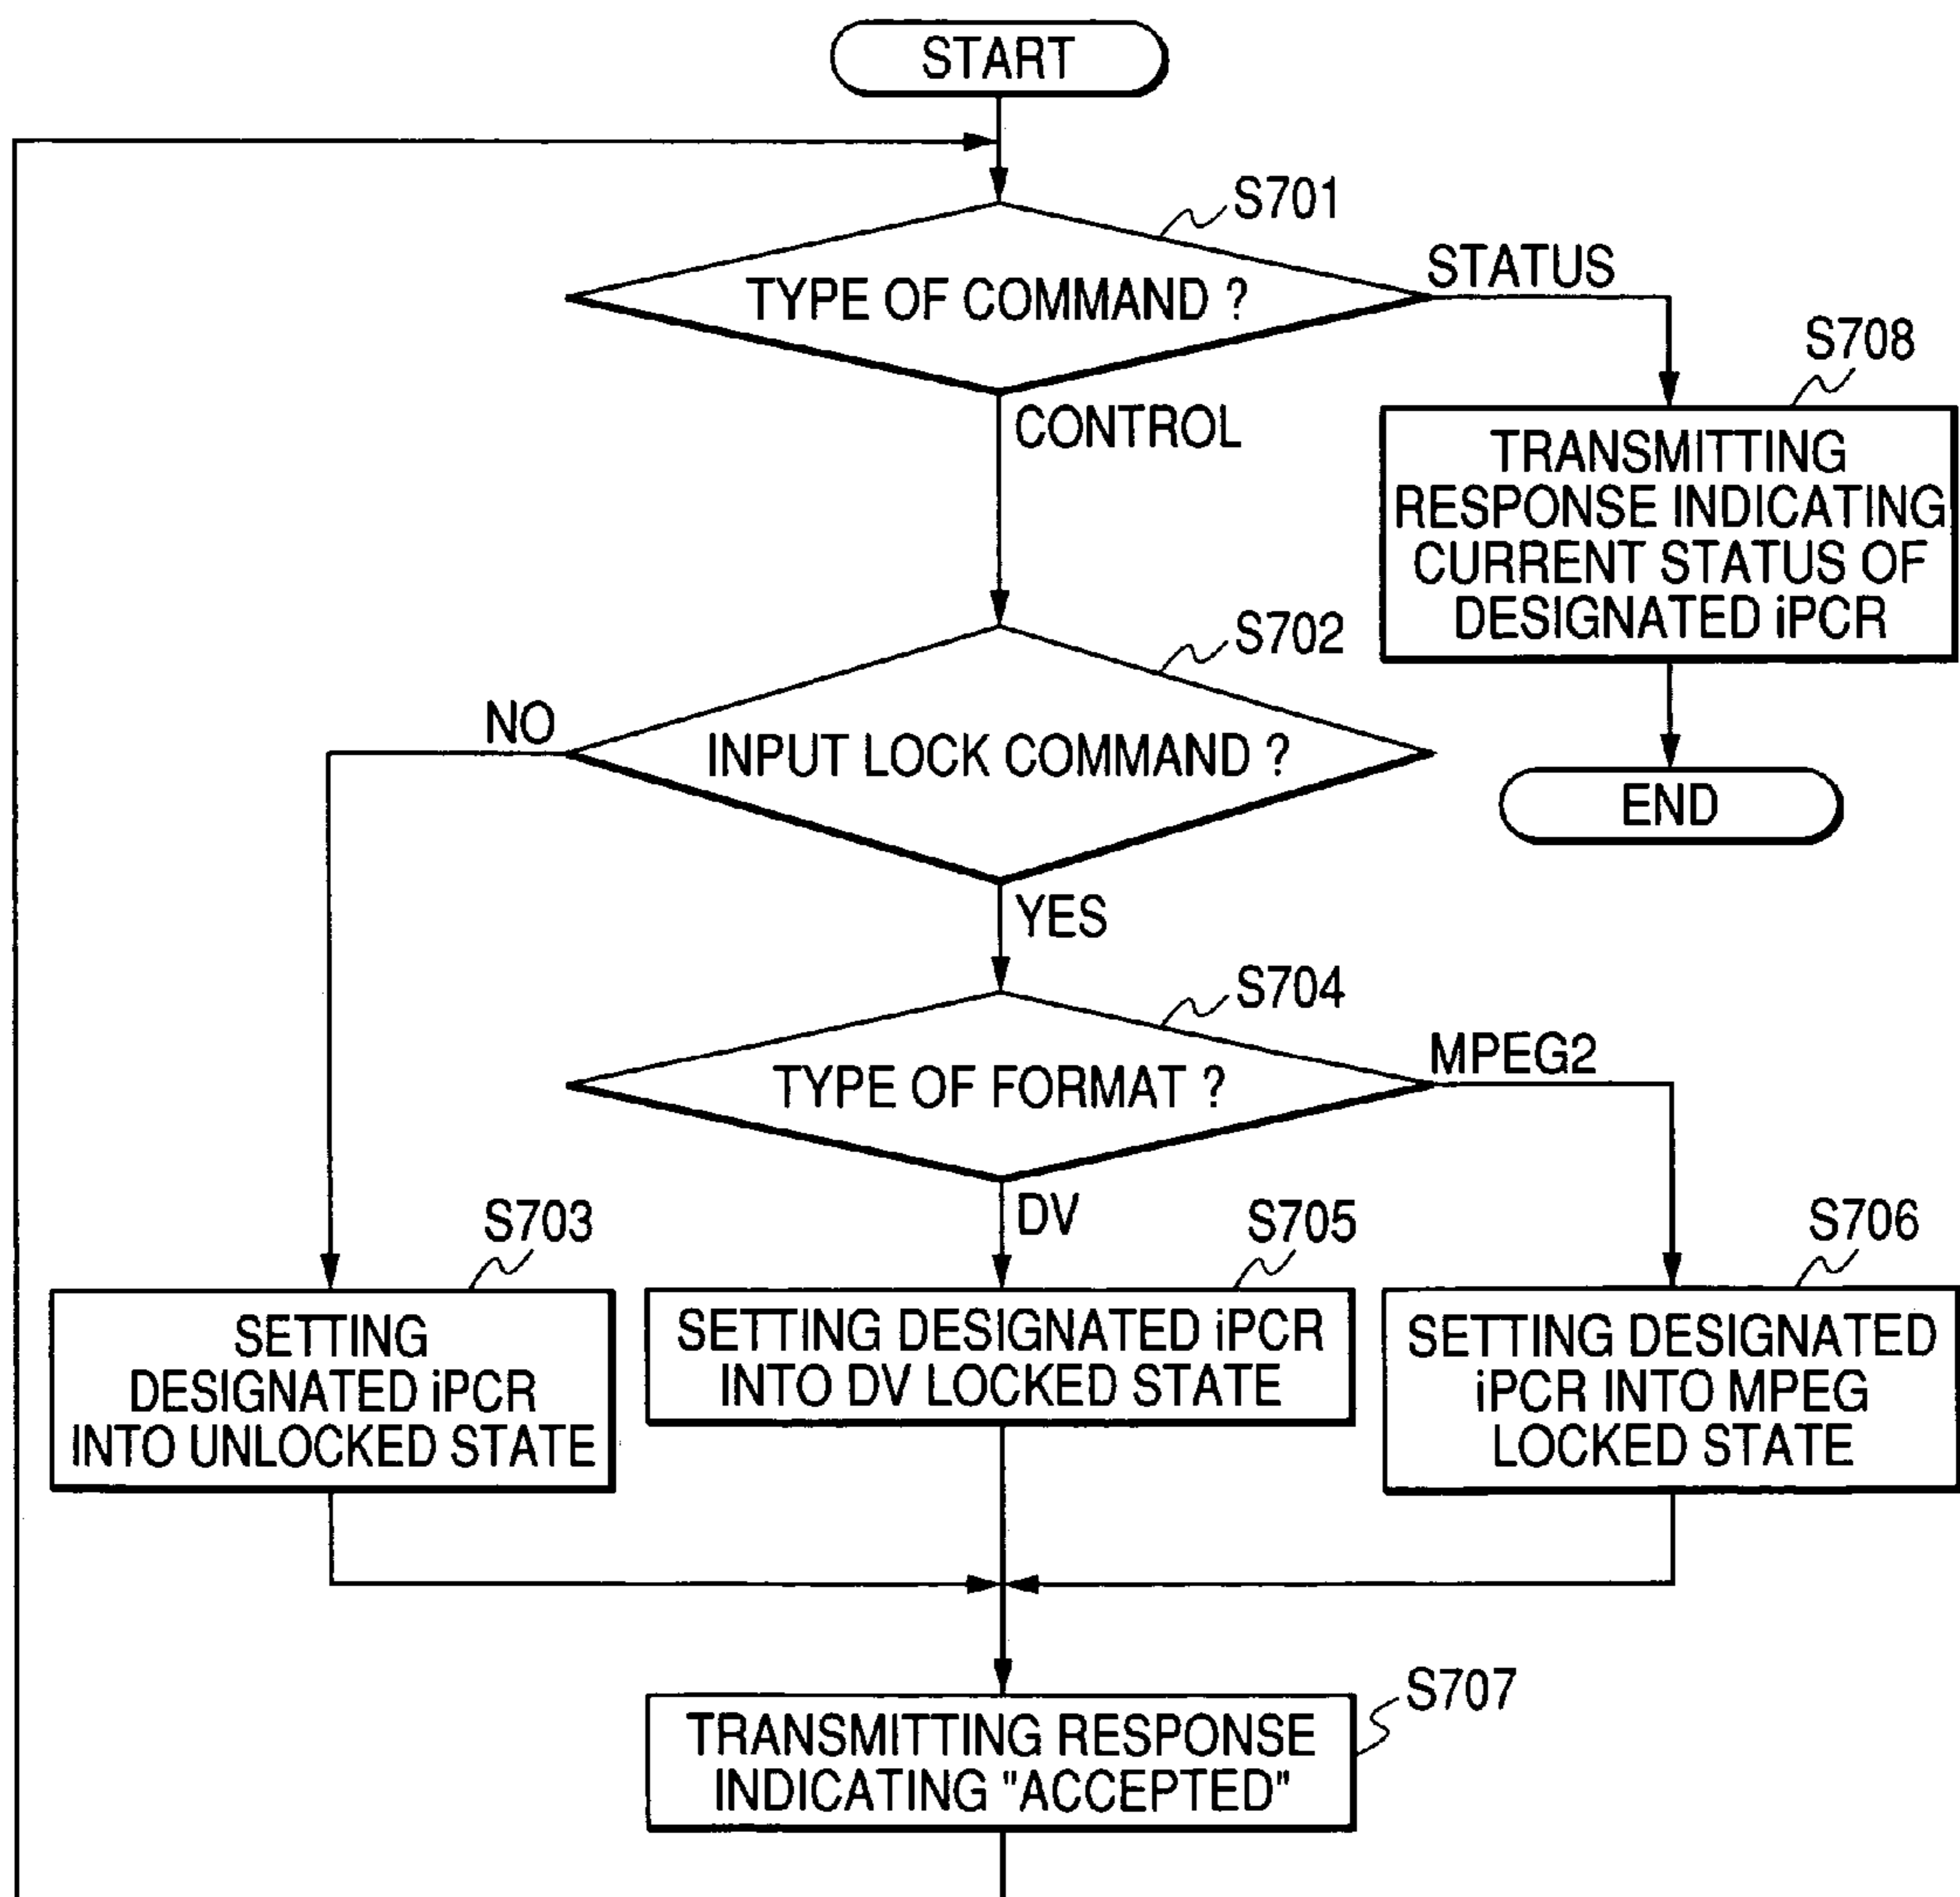 START
S701
TYPE OF COMMAND ?
STATUS
CONTROL
S708
TRANSMITTING
RESPONSE INDICATING
CURRENT STATUS OF
DESIGNATED iPCR
END
S702
INPUT LOCK COMMAND ?
NO
YES
S704
TYPE OF FORMAT ?
MPEG2
DV
S703
SETTING
DESIGNATED iPCR
INTO UNLOCKED STATE
S705
SETTING DESIGNATED iPCR
INTO DV LOCKED STATE
S706
SETTING DESIGNATED
iPCR INTO MPEG
LOCKED STATE
S707
TRANSMITTING RESPONSE
INDICATING "ACCEPTED"